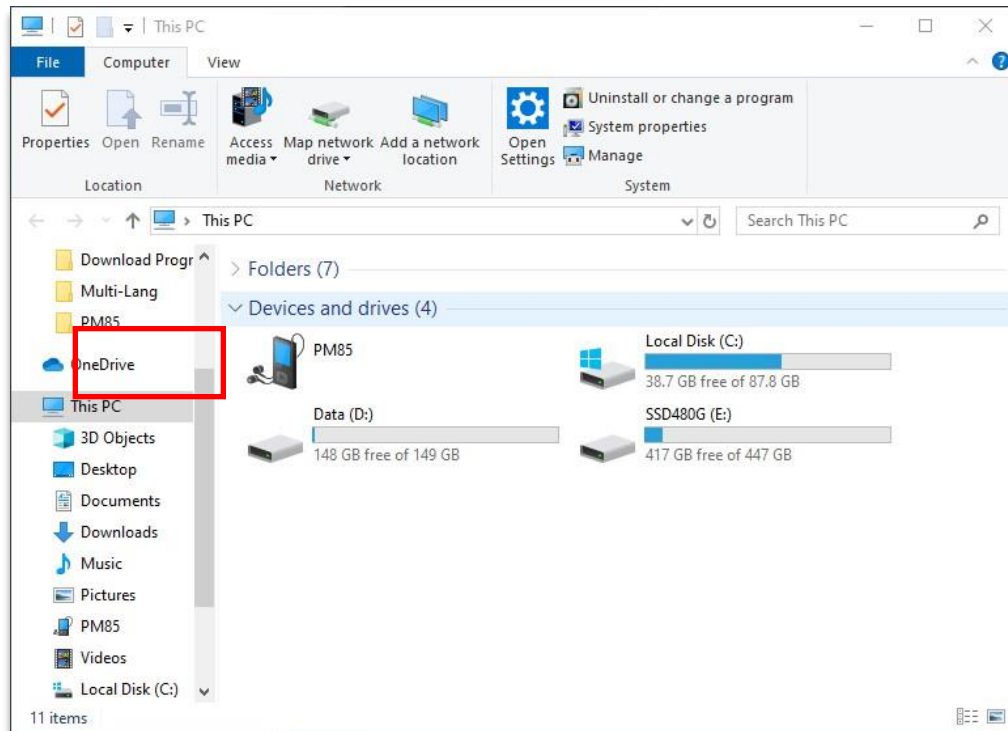 This PC
File Computer View
Properties Open Rename Access media Map network drive Add a network location Open Settings Uninstall or change a program
System properties
Manage
Location Network System
This PC Search This PC
Download Progr
Multi-Lang
PM85
OneDrive
This PC
3D Objects
Desktop
Documents
Downloads
Music
Pictures
PM85
Videos
Local Disk (C:)
Folders (7)
Devices and drives (4)
PM85
Local Disk (C:)
38.7 GB free of 87.8 GB
Data (D:)
148 GB free of 149 GB
SSD480G (E:)
417 GB free of 447 GB
11 items